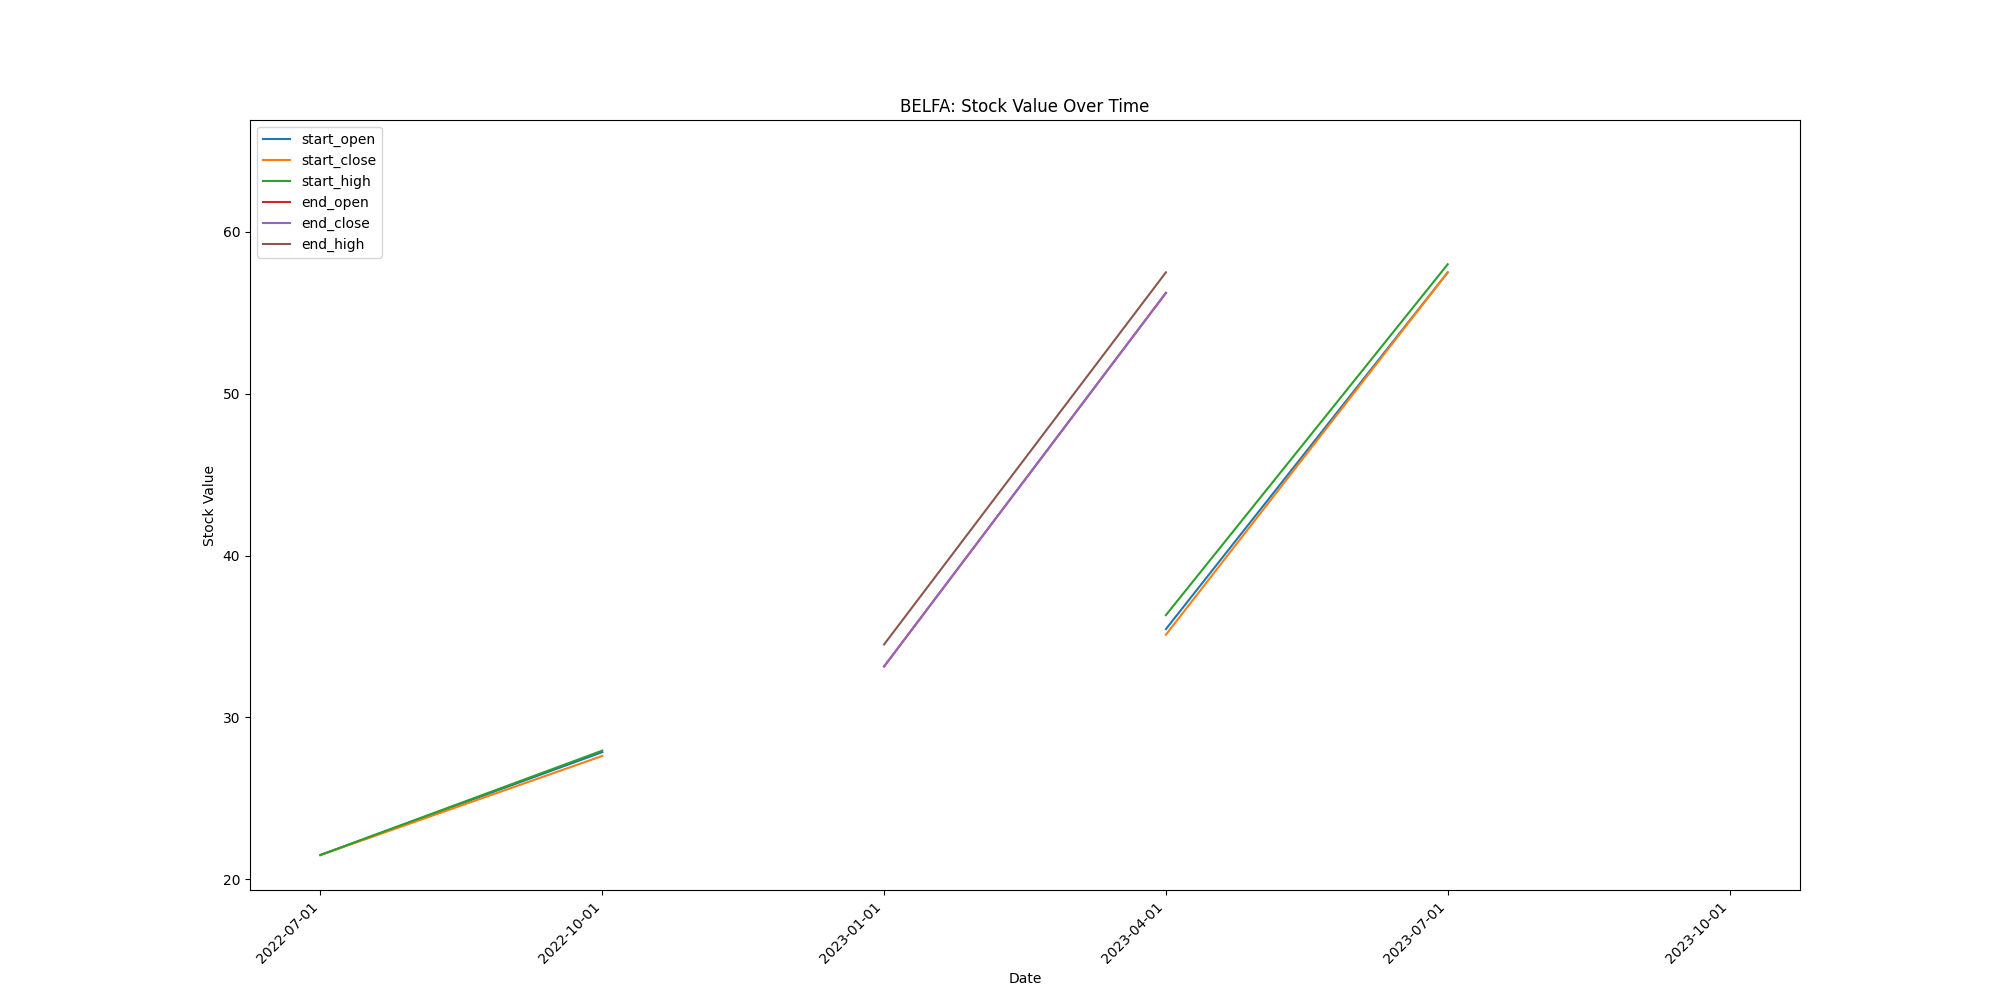 BELFA: Stock Value Over Time
start_open
start_close
start_high
end_open
end_close
end_high
Stock Value
60
50
40
30
20
2022-07-01
2022-10-01
2023-01-01
2023-04-01
2023-07-01
2023-10-01
Date